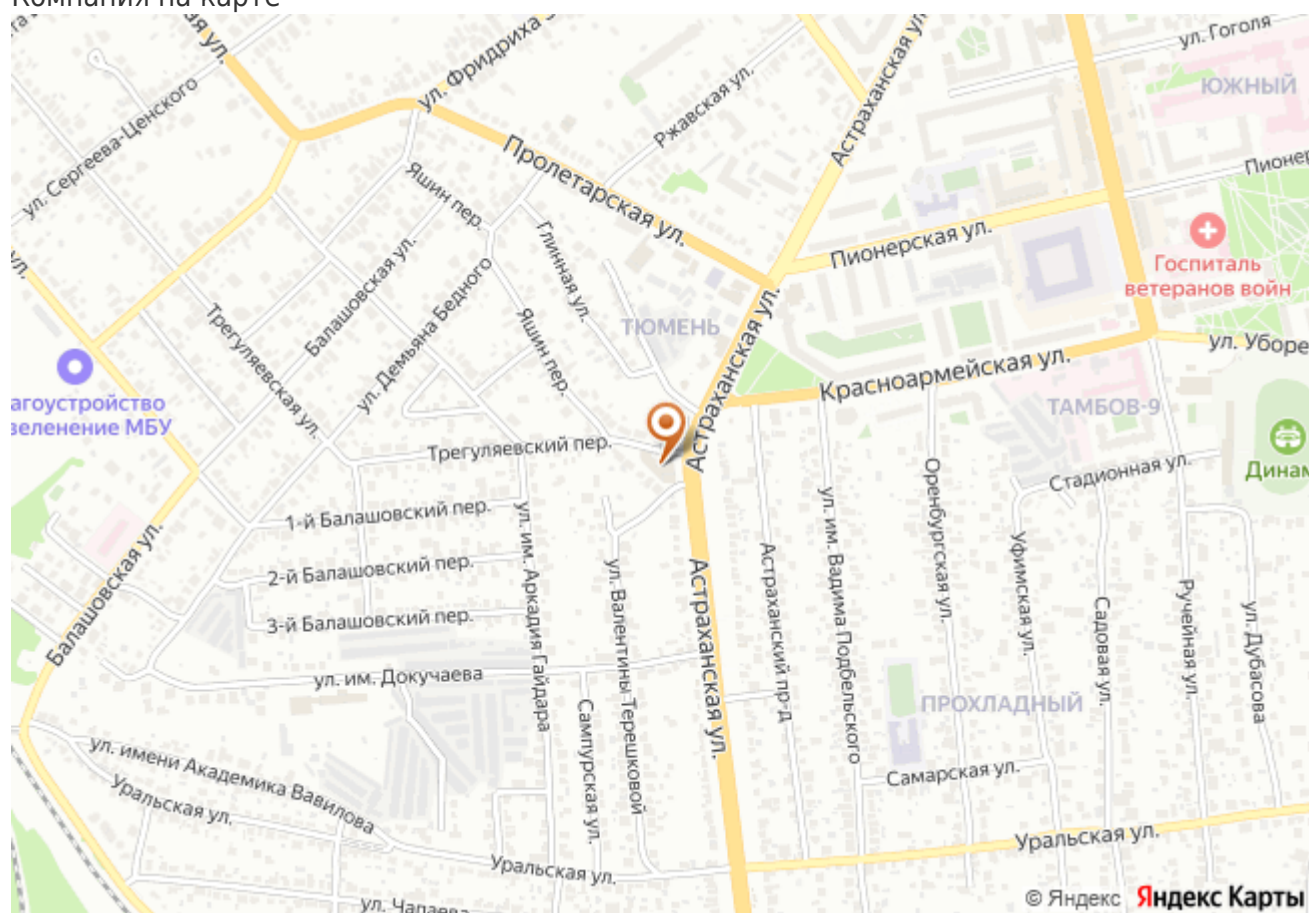 Компания на карте
ул. Гоголя
ЮЖНЫЙ
ул. Фридриха
Астраханская ул.
Ржавская ул.
ул. Сергеева-Ценского
Пролетарская ул.
Яшин пер.
Пионерская ул.
Глинная ул.
Госпиталь
ветеранов войн
Балашовская ул.
ул. Демьяна Бедного
Трегуляевская ул.
Яшин пер.
ТЮМЕНЬ
Астраханская ул.
Красноармейская ул.
ул. Уборе
агоустройство
зеленение МБУ
ТАМБОВ-9
Трегуляевский пер.
Стадионная ул.
Динам
1-й Балашовский пер.
2-й Балашовский пер.
3-й Балашовский пер.
ул. им. Аркадия Гайдара
ул. Валентины Терешковой
Астраханская ул.
Астраханский пр-д
ул. им. Вадима Подбельского
Оренбургская ул.
Уфимская ул.
Садовая ул.
Ручейная ул.
ул. Дубасова
Балашовская ул.
ул. им. Докучаева
Сампурская ул.
ПРОХЛАДНЫЙ
Самарская ул.
ул. имени Академика Вавилова
Уральская ул.
Уральская ул.
Уральская ул.
ул. Чапаева
© Яндекс Яндекс Карты